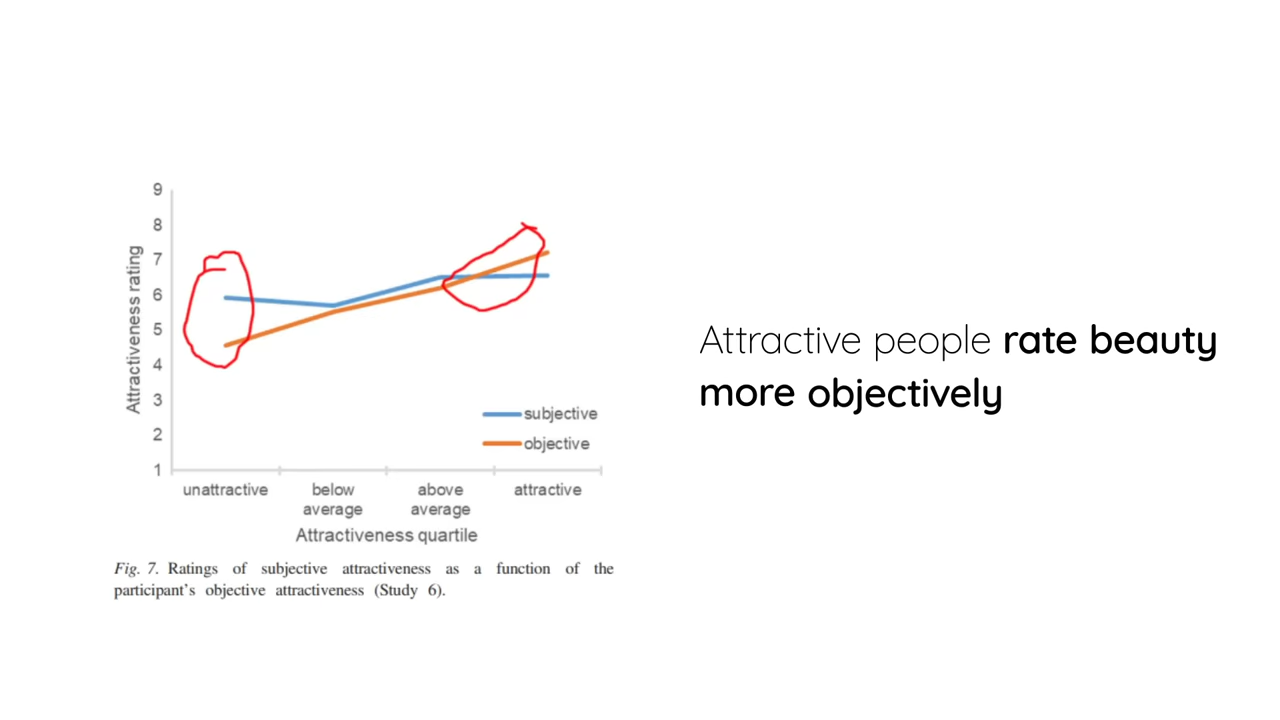 9
8
7
6
5
4
3
2
1
Attractiveness rating
subjective
objective
unattractive
below
average
above
average
attractive
Attractiveness quartile
Fig. 7. Ratings of subjective attractiveness as a function of the
participant's objective attractiveness (Study 6).
Attractive people rate beauty
more objectively